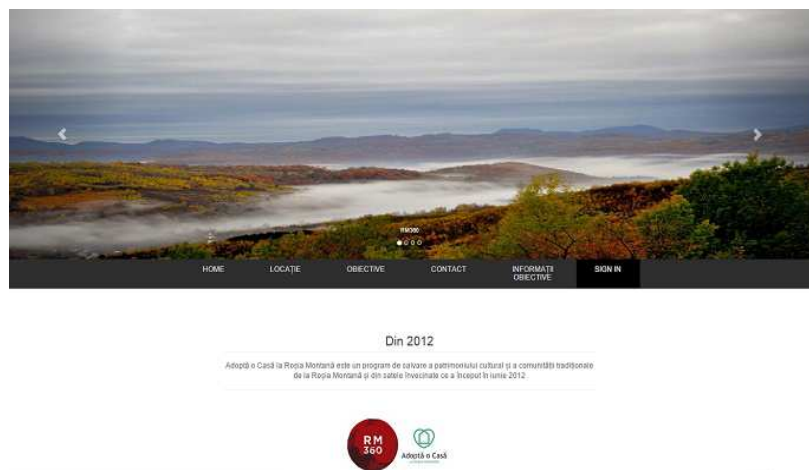 RM360
HOME LOCAȚIE OBIECTIVE CONTACT INFORMAȚII OBIECTIVE SIGN IN
Din 2012
Adoptă o Casă la Roșia Montană este un program de salvare a patrimoniului cultural și a comunității tradiționale
de la Roșia Montană și din satele învecinate ce a început în iunie 2012
RM
360
Adoptă o Casă